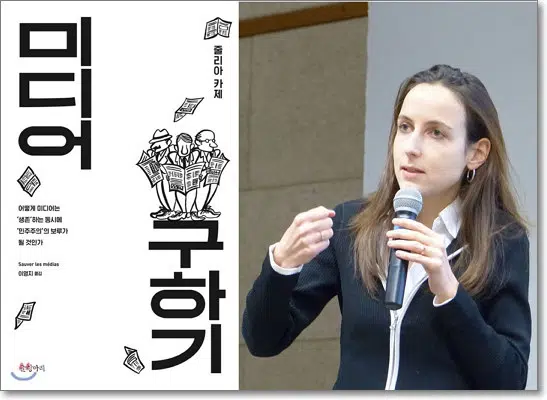 미디어
구하기
줄리아 카제
어떻게 미디어는
'생존'하는 동시에
'민주주의'의 보루가
될 것인가
Sauver les médias
이영지 옮김
글항아리